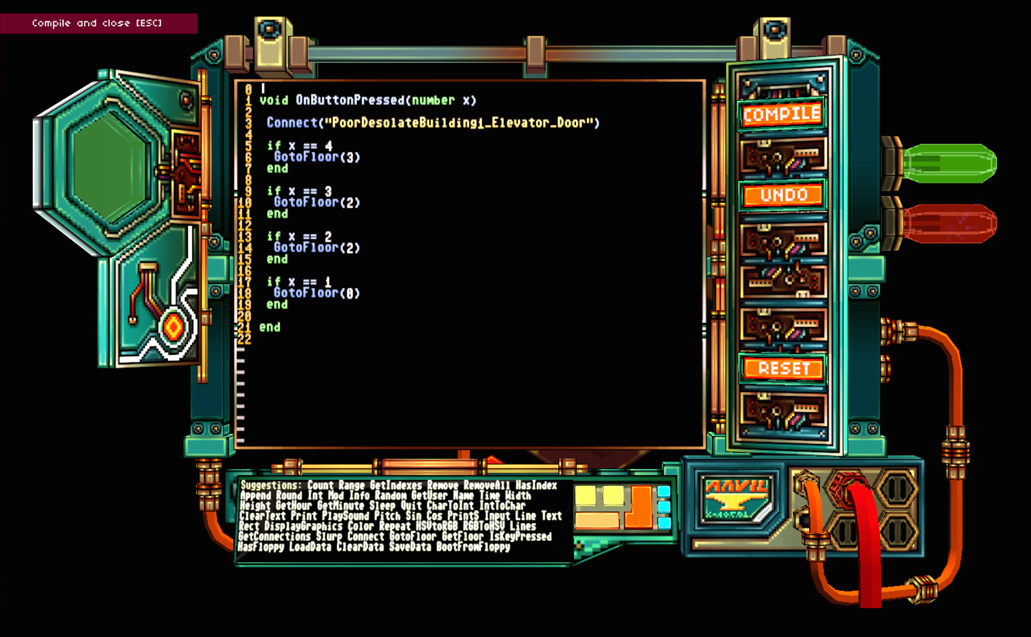 Compile and close [ESC]
0
1 void OnButtonPressed(number x)
2
3 Connect("PoorDesolateBuilding1_Elevator_Door")
4
5 if x == 4
6 GotoFloor(3)
7 end
8
9 if x == 3
10 GotoFloor(2)
11 end
12
13 if x == 2
14 GotoFloor(2)
15 end
16
17 if x == 1
18 GotoFloor(0)
19 end
20
21 end
22
COMPILE
UNDO
RESET
Suggestions: Count Range GetIndexes Remove RemoveAll HasIndex
Append Round Int Mod Info Random GetUser Name Time Width
Height GetHour GetMinute Sleep Quit CharToInt IntToChar
ClearText Print PlaySound Pitch Sin Cos PrintS Input Line Text
Rect DisplayGraphics Color Repeat HSVtoRGB RGBToHSV Lines
GetConnections Slurp Connect GotoFloor GetFloor IsKeyPressed
HasFloppy LoadData ClearData SaveData BootFromFloppy
ANVIL